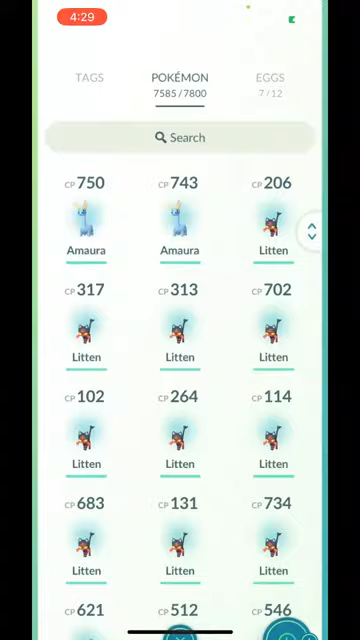 4:29
TAGS POKÉMON EGGS
7585 / 7800 7 / 12
Search
CP 750 CP 743 CP 206
Amaura Amaura Litten
CP 317 CP 313 CP 702
Litten Litten Litten
CP 102 CP 264 CP 114
Litten Litten Litten
CP 683 CP 131 CP 734
Litten Litten Litten
CP 621 CP 512 CP 546